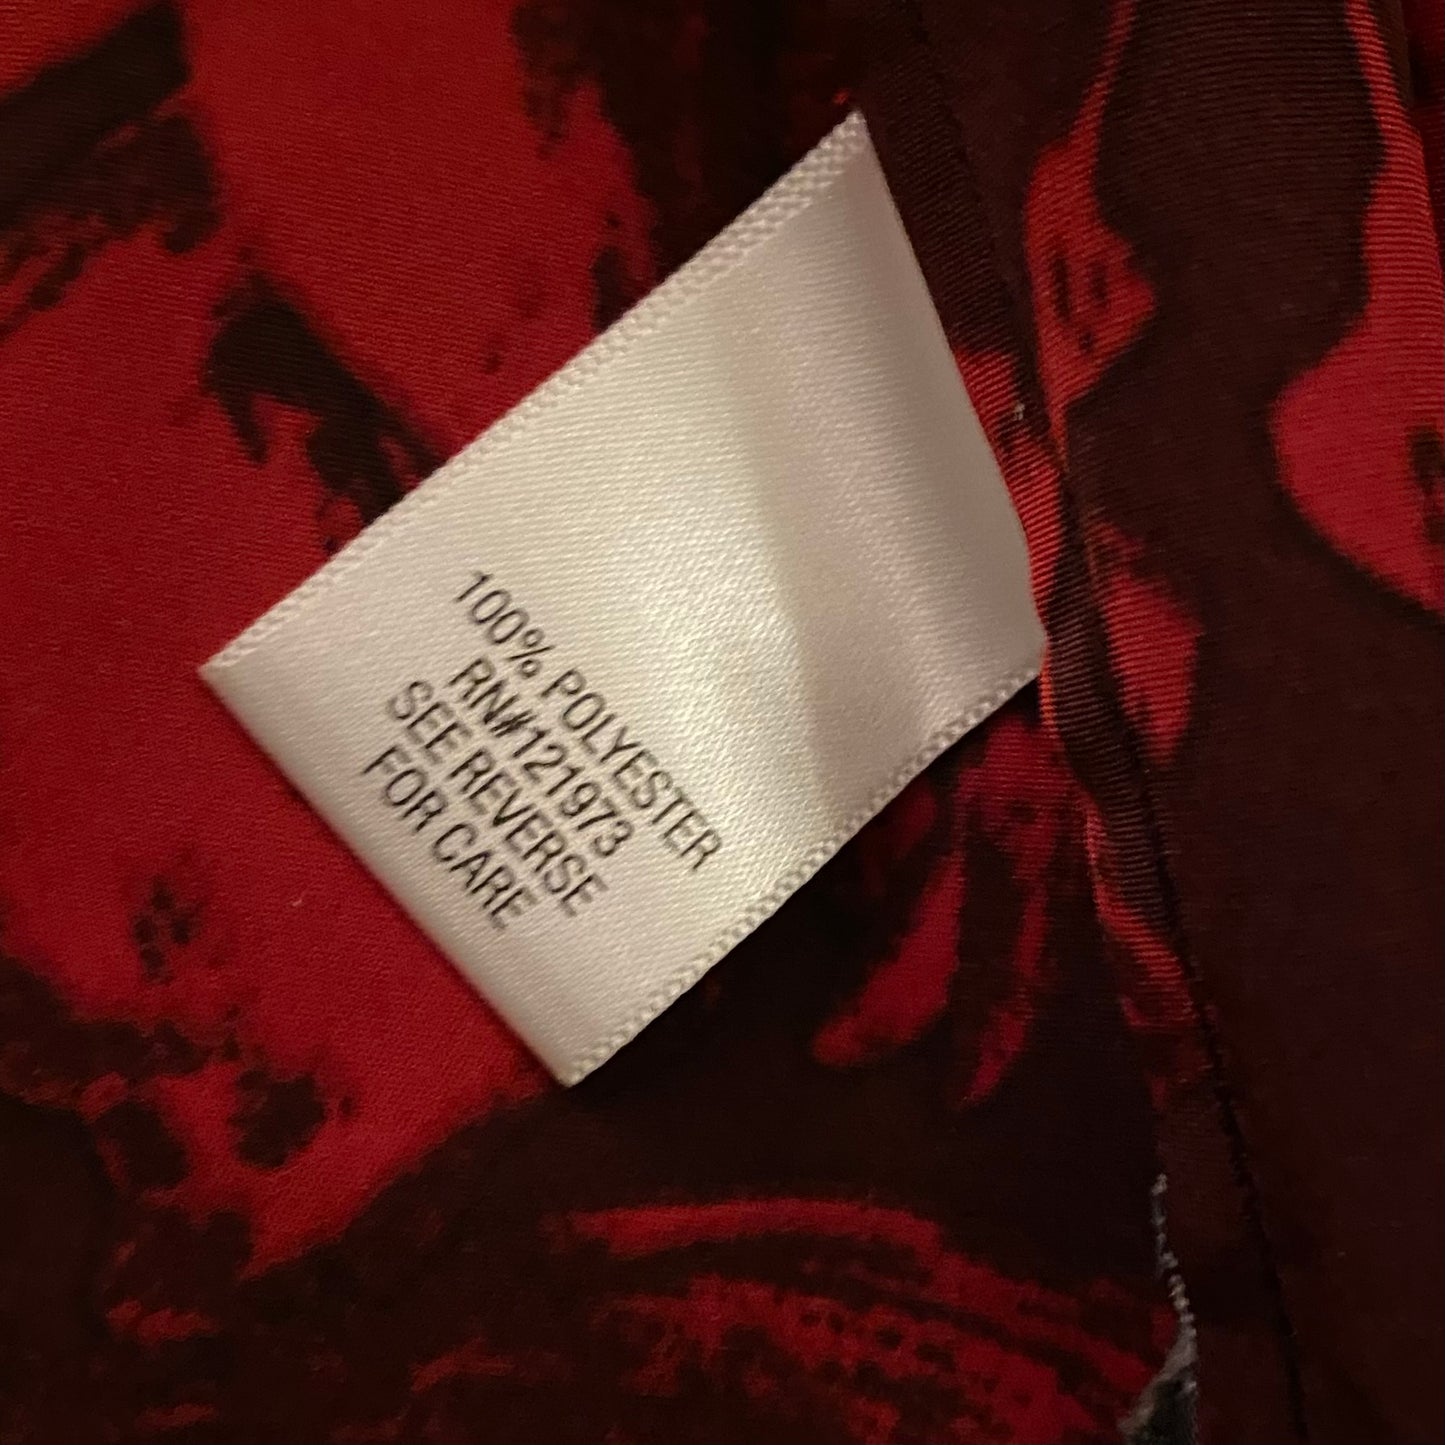 100% POLYESTER
RN#121973
SEE REVERSE
FOR CARE